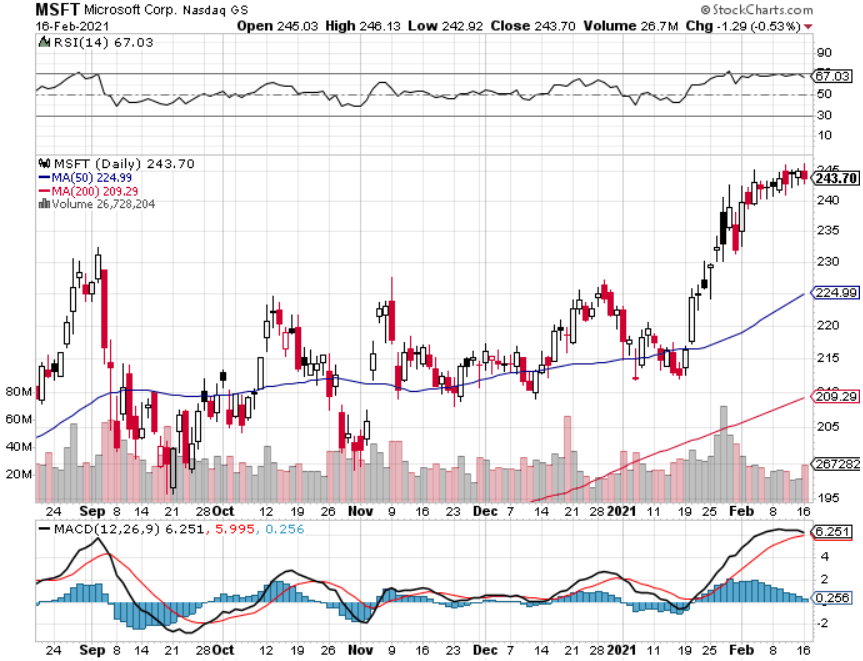 MSFT Microsoft Corp. Nasdaq GS
© StockCharts.com
16-Feb-2021
Open 245.03 High 246.13 Low 242.92 Close 243.70 Volume 26.7M Chg -1.29 (-0.53%)
RSI(14) 67.03
90
67.03
50
30
10
MSFT (Daily) 243.70
MA(50) 224.99
MA(200) 209.29
Volume 26,728,204
245
243.70
240
235
230
224.99
220
215
210
209.29
205
195
80M
60M
40M
20M
267282
24 Sep 8 14 21 28 Oct 12 19 26 Nov 9 16 23 Dec 7 14 21 28 2021 11 19 25 Feb 8 16
MACD(12,26,9) 6.251, 5.995, 0.256
6.251
4
2
0.256
-2
24 Sep 8 14 21 28 Oct 12 19 26 Nov 9 16 23 Dec 7 14 21 28 2021 11 19 25 Feb 8 16